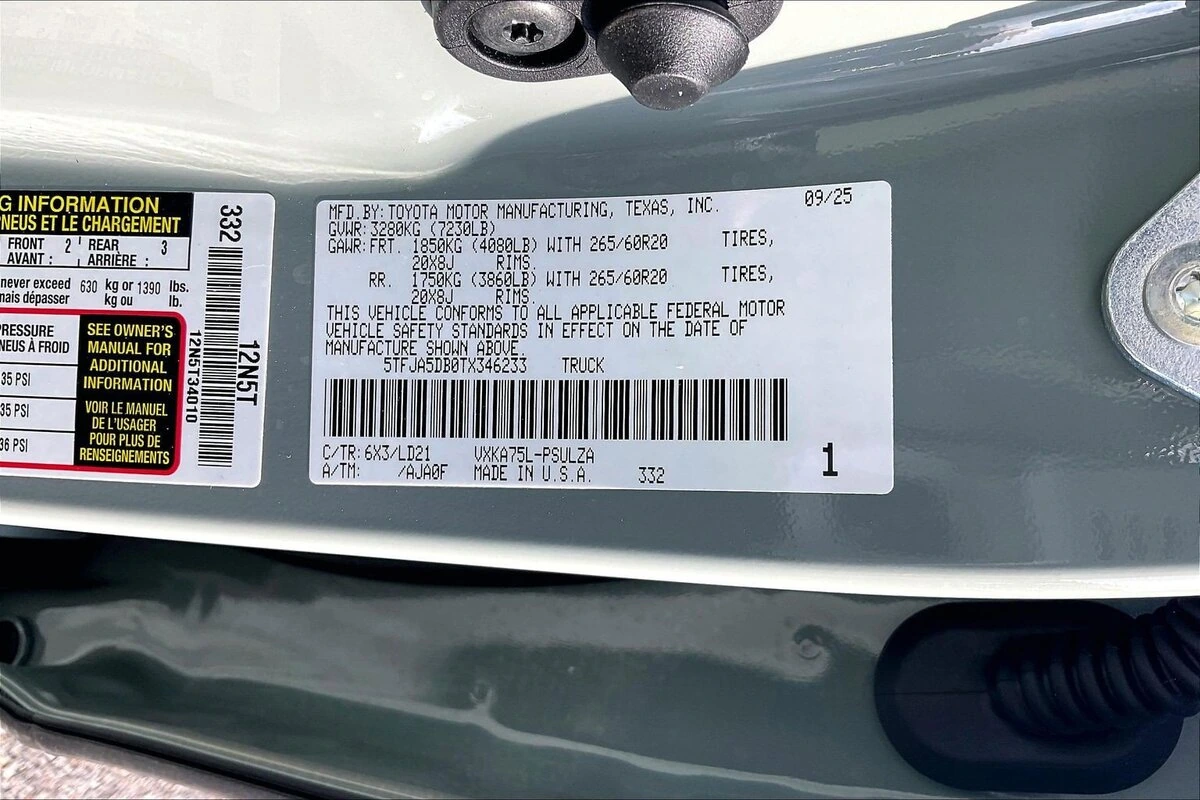 G INFORMATION
PNEUS ET LE CHARGEMENT
FRONT 2 REAR 3
AVANT : ARRIÈRE :
never exceed 630 kg or 1390 lbs.
mais dépasser kg ou lb.
PRESSURE
NEUS À FROID
35 PSI
35 PSI
36 PSI
SEE OWNER'S
MANUAL FOR
ADDITIONAL
INFORMATION
VOIR LE MANUEL
DE L'USAGER
POUR PLUS DE
RENSEIGNEMENTS
332
12N5T34010
12N5T
MFD.BY:TOYOTA MOTOR MANUFACTURING, TEXAS, INC. 09/25
GVWR:3280KG (7230LB)
GAWR:FRT. 1850KG (4080LB) WITH 265/60R20 TIRES,
20X8J RIMS.
RR. 1750KG (3860LB) WITH 265/60R20 TIRES,
20X8J RIMS.
THIS VEHICLE CONFORMS TO ALL APPLICABLE FEDERAL MOTOR
VEHICLE SAFETY STANDARDS IN EFFECT ON THE DATE OF
MANUFACTURE SHOWN ABOVE.
5TFJA5DB0TX346233 TRUCK
C/TR:6X3/LD21 VXKA75L-PSULZA
A/TM: /AJA0F MADE IN U.S.A. 332
1